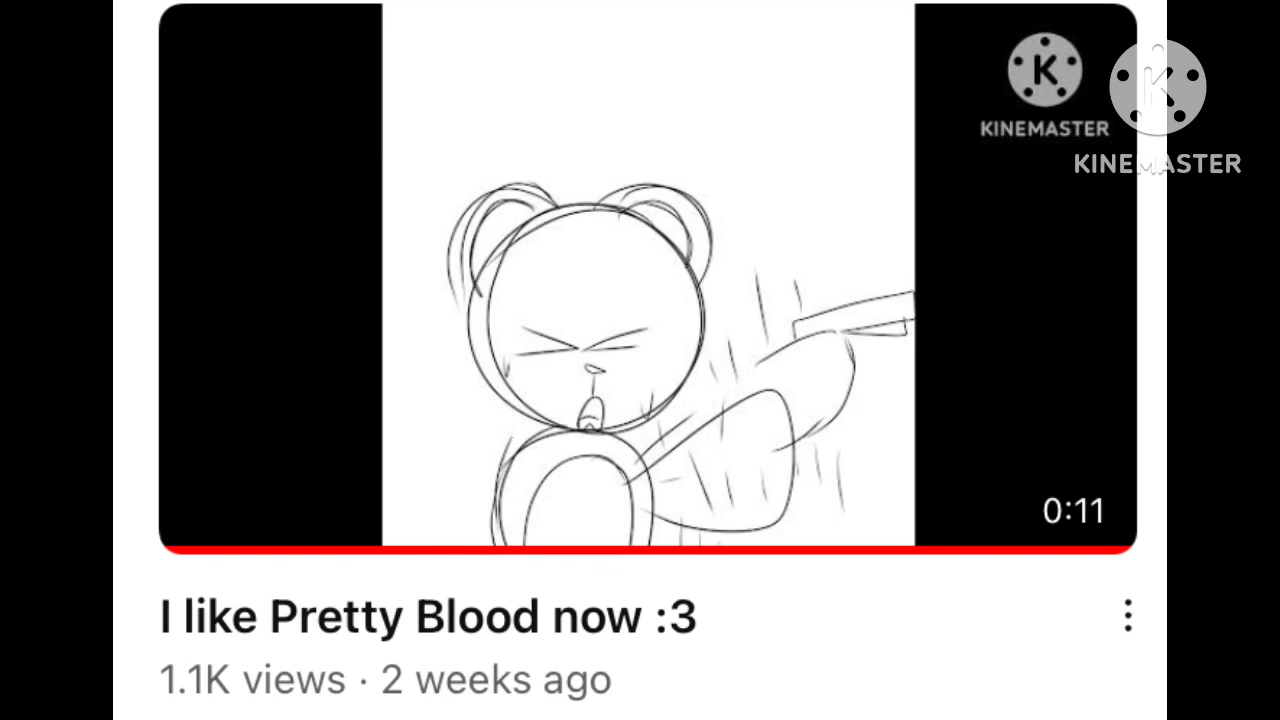 K
KINEMASTER
K
KINEMASTER
0:11
I like Pretty Blood now :3
1.1K views · 2 weeks ago